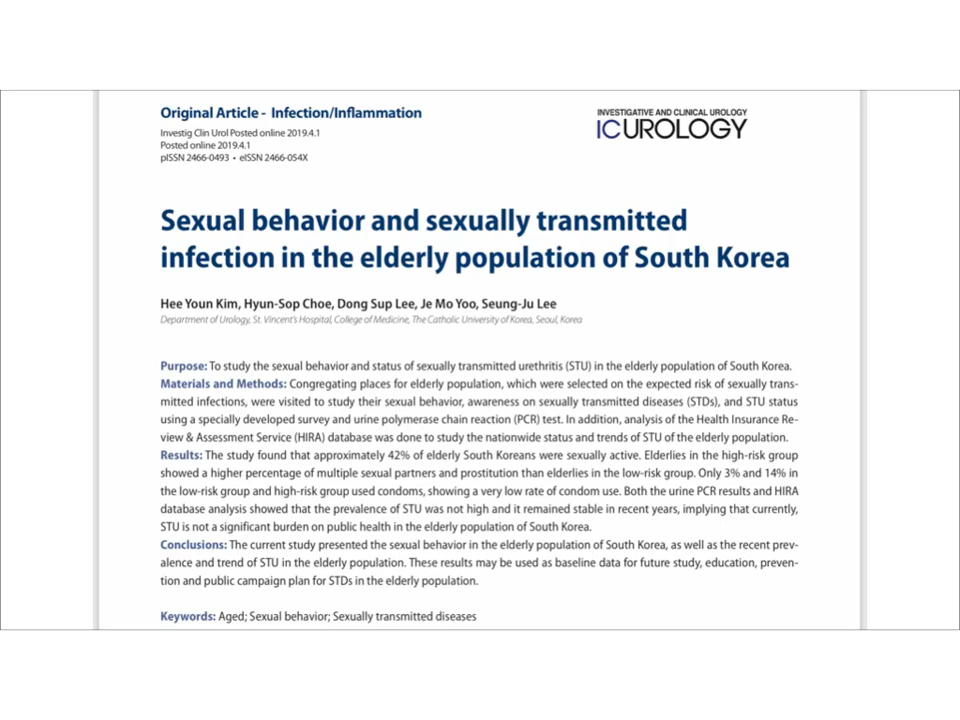 Original Article - Infection/Inflammation
INVESTIGATIVE AND CLINICAL UROLOGY
ICUROLOGY
Investig Clin Urol Posted online 2019.4.1
Posted online 2019.4.1
pISSN 2466-0493 • eISSN 2466-054X
Sexual behavior and sexually transmitted
infection in the elderly population of South Korea
Hee Youn Kim, Hyun-Sop Choe, Dong Sup Lee, Je Mo Yoo, Seung-Ju Lee
Department of Urology, St. Vincent's Hospital, College of Medicine, The Catholic University of Korea, Seoul, Korea
Purpose: To study the sexual behavior and status of sexually transmitted urethritis (STU) in the elderly population of South Korea.
Materials and Methods: Congregating places for elderly population, which were selected on the expected risk of sexually trans-
mitted infections, were visited to study their sexual behavior, awareness on sexually transmitted diseases (STDs), and STU status
using a specially developed survey and urine polymerase chain reaction (PCR) test. In addition, analysis of the Health Insurance Re-
view & Assessment Service (HIRA) database was done to study the nationwide status and trends of STU of the elderly population.
Results: The study found that approximately 42% of elderly South Koreans were sexually active. Elderlies in the high-risk group
showed a higher percentage of multiple sexual partners and prostitution than elderlies in the low-risk group. Only 3% and 14% in
the low-risk group and high-risk group used condoms, showing a very low rate of condom use. Both the urine PCR results and HIRA
database analysis showed that the prevalence of STU was not high and it remained stable in recent years, implying that currently,
STU is not a significant burden on public health in the elderly population of South Korea.
Conclusions: The current study presented the sexual behavior in the elderly population of South Korea, as well as the recent prev-
alence and trend of STU in the elderly population. These results may be used as baseline data for future study, education, preven-
tion and public campaign plan for STDs in the elderly population.
Keywords: Aged; Sexual behavior; Sexually transmitted diseases